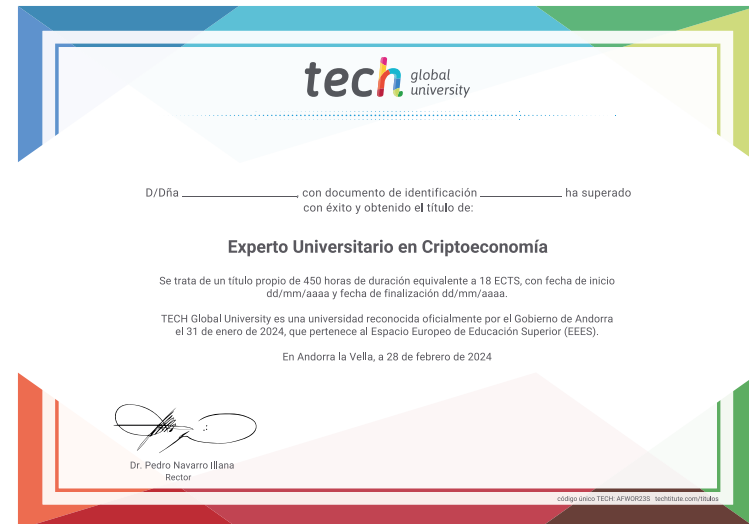 tech global university
D/Dña ______________________, con documento de identificación ______________ ha superado
con éxito y obtenido el título de:
Experto Universitario en Criptoeconomía
Se trata de un título propio de 450 horas de duración equivalente a 18 ECTS, con fecha de inicio
dd/mm/aaaa y fecha de finalización dd/mm/aaaa.
TECH Global University es una universidad reconocida oficialmente por el Gobierno de Andorra
el 31 de enero de 2024, que pertenece al Espacio Europeo de Educación Superior (EEES).
En Andorra la Vella, a 28 de febrero de 2024
Dr. Pedro Navarro Illana
Rector
código único TECH: AFWOR23S techtitute.com/titulos